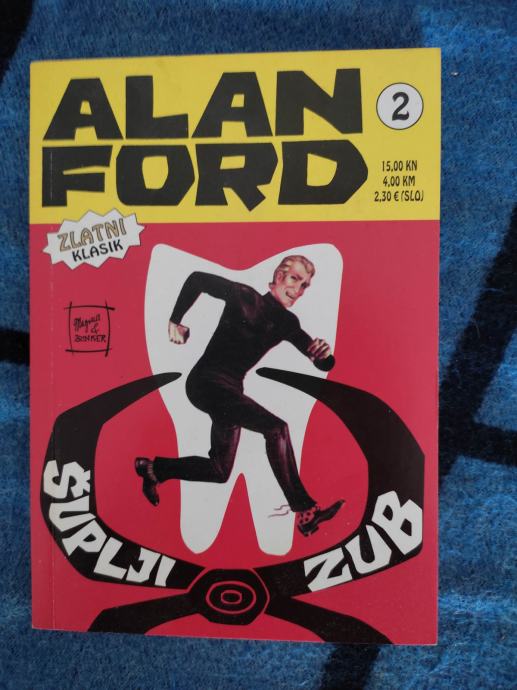 ALAN
FORD
2
15,00 KN
4,00 KM
2,30 € (SLO)
ZLATNI
KLASIK
Magnus
&
BUNKER
ŠUPLJI
ZUB